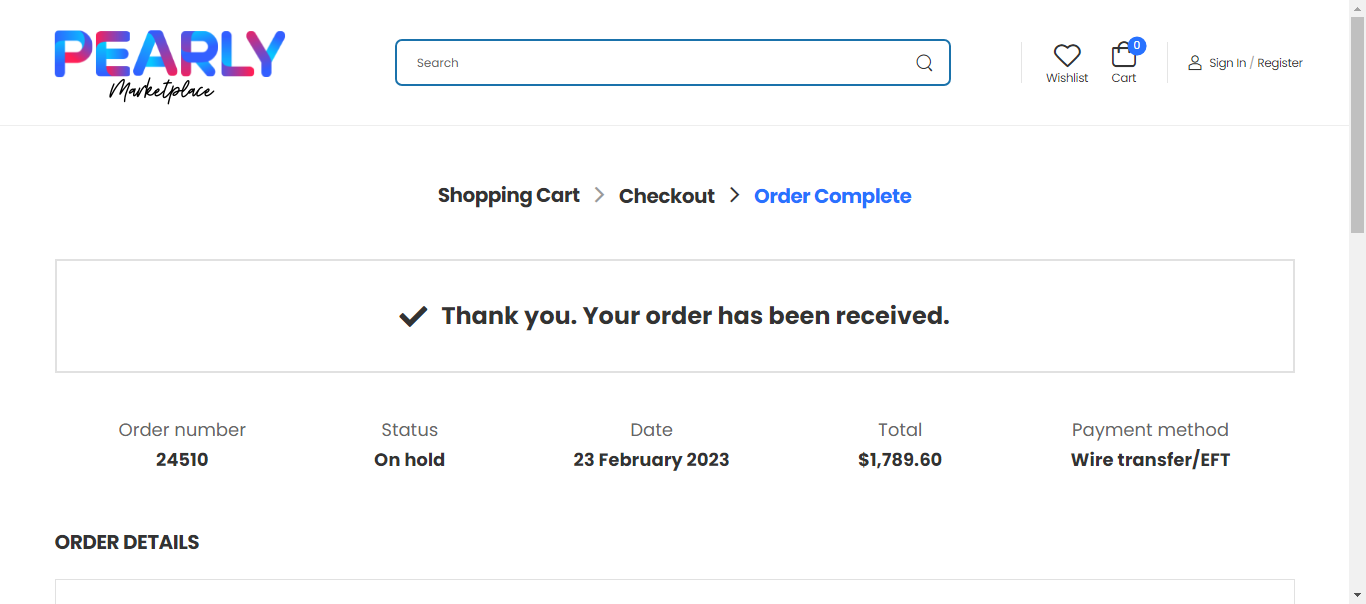 PEARLY
Marketplace
Search
Wishlist
0
Cart
Sign In / Register
Shopping Cart
Checkout
Order Complete
Thank you. Your order has been received.
Order number
24510
Status
On hold
Date
23 February 2023
Total
$1,789.60
Payment method
Wire transfer/EFT
ORDER DETAILS